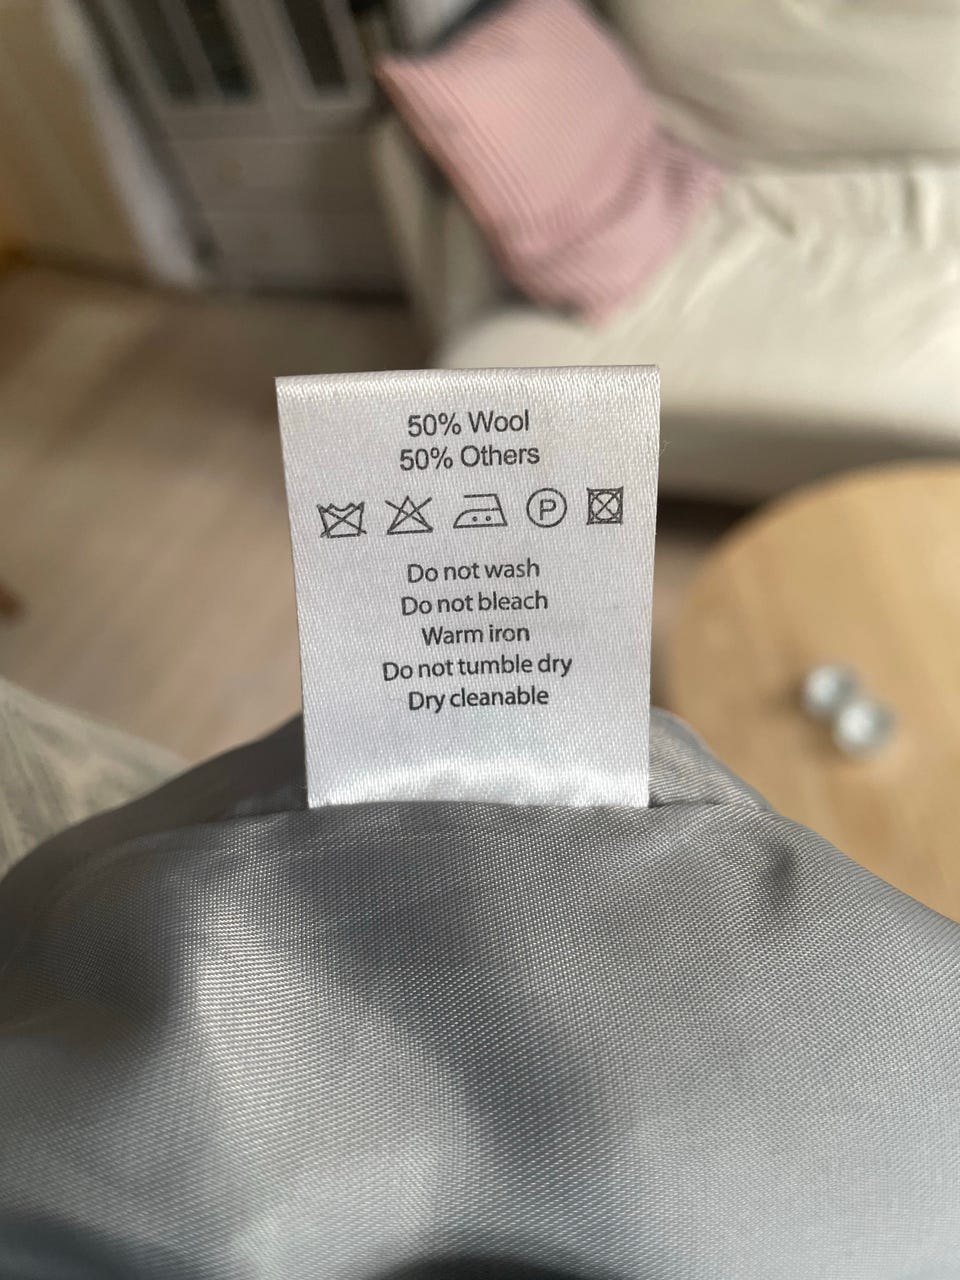 50% Wool
50% Others
P
Do not wash
Do not bleach
Warm iron
Do not tumble dry
Dry cleanable